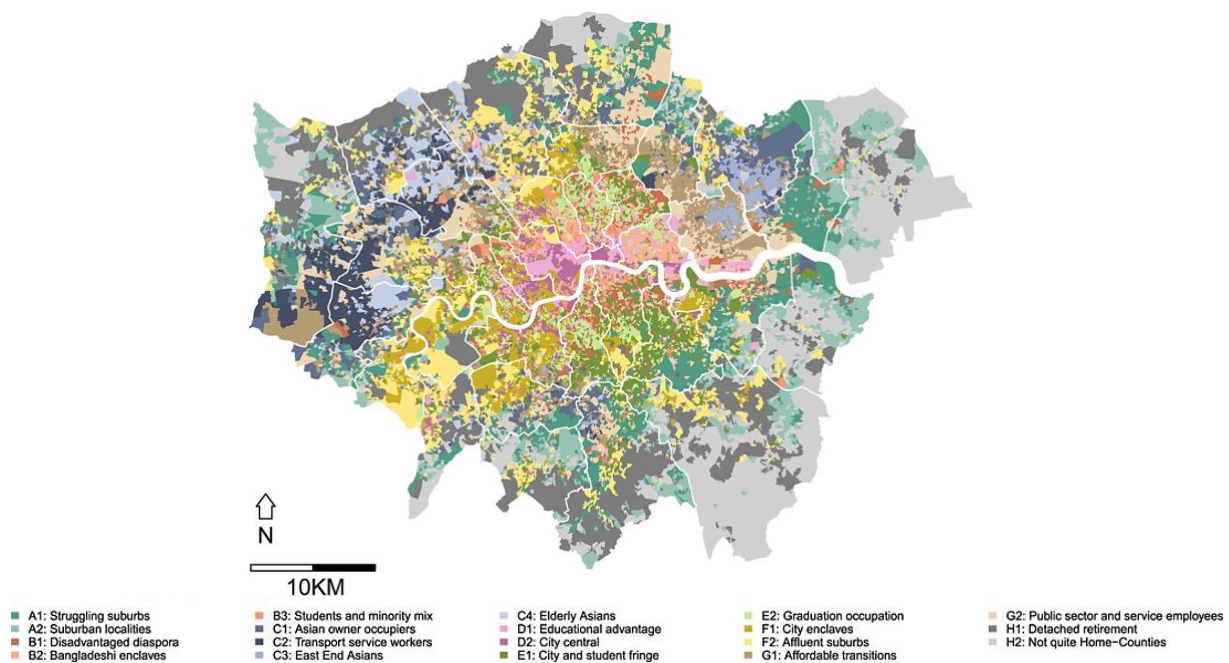 N
10KM
A1: Struggling suburbs
A2: Suburban localities
B1: Disadvantaged diaspora
B2: Bangladeshi enclaves
B3: Students and minority mix
C1: Asian owner occupiers
C2: Transport service workers
C3: East End Asians
C4: Elderly Asians
D1: Educational advantage
D2: City central
E1: City and student fringe
E2: Graduation occupation
F1: City enclaves
F2: Affluent suburbs
G1: Affordable transitions
G2: Public sector and service employees
H1: Detached retirement
H2: Not quite Home−Counties